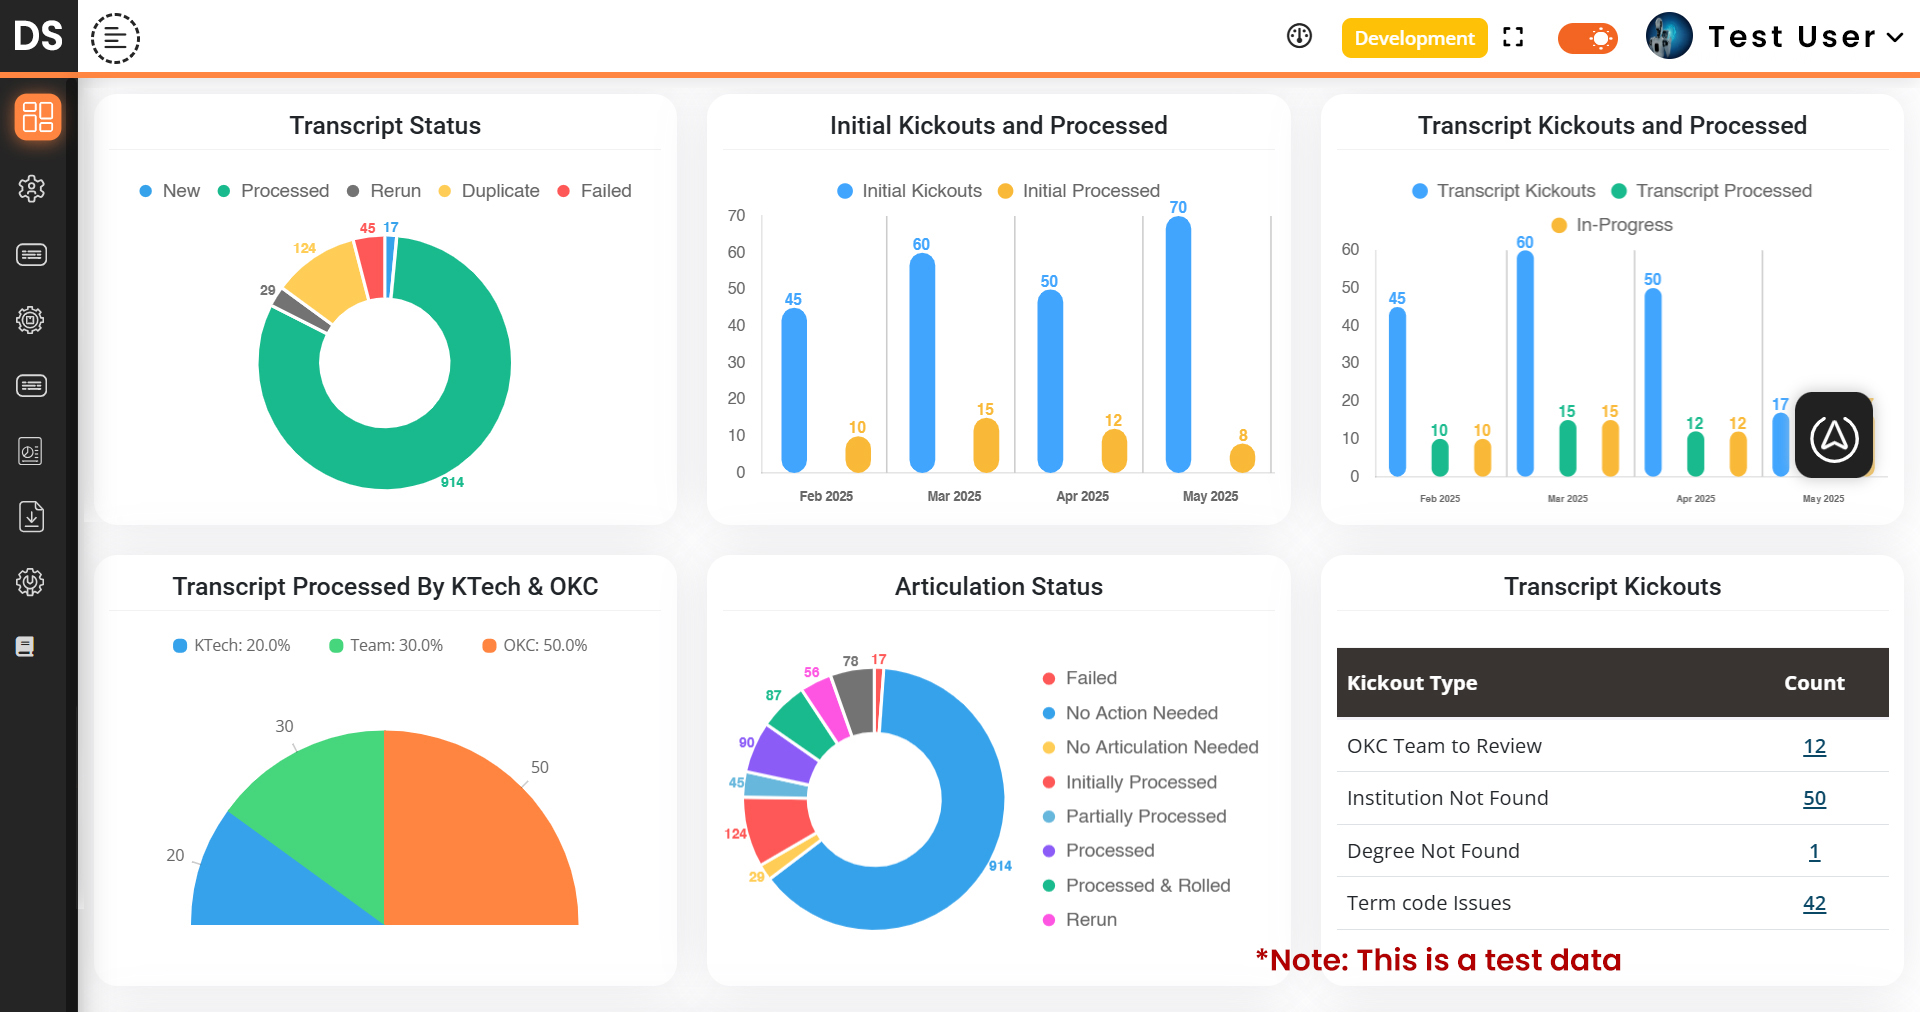 DS
Development
Test User
Transcript Status
New Processed Rerun Duplicate Failed
45 17
124
29
914
Initial Kickouts and Processed
Initial Kickouts Initial Processed
70
60
50
40
30
20
10
0
45
10
60
15
50
12
70
8
Feb 2025 Mar 2025 Apr 2025 May 2025
Transcript Kickouts and Processed
Transcript Kickouts Transcript Processed
In-Progress
60
50
40
30
20
10
0
45
10
10
60
15
15
50
12
12
17
Feb 2025 Mar 2025 Apr 2025 May 2025
Transcript Processed By KTech & OKC
KTech: 20.0% Team: 30.0% OKC: 50.0%
30
50
20
Articulation Status
78 17
56
87
90
45
124
29
914
Failed
No Action Needed
No Articulation Needed
Initially Processed
Partially Processed
Processed
Processed & Rolled
Rerun
Transcript Kickouts
Kickout Type Count
OKC Team to Review 12
Institution Not Found 50
Degree Not Found 1
Term code Issues 42
*Note: This is a test data